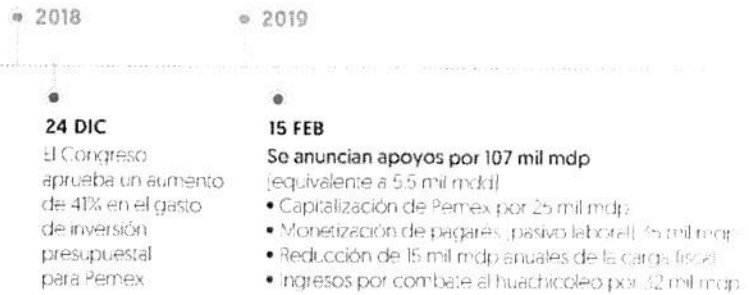 2018
2019
24 DIC
El Congreso
aprueba un aumento
de 41% en el gasto
de inversión
presupuestal
para Pemex
15 FEB
Se anuncian apoyos por 107 mil mdp
(equivalente a 5.5 mil mdd)
• Capitalización de Pemex por 25 mil mdp
• Monetización de pagarés (pasivo laboral) 35 mil mdp
• Reducción de 15 mil mdp anuales de la carga fiscal
• Ingresos por combate al huachicoleo por 32 mil mdp